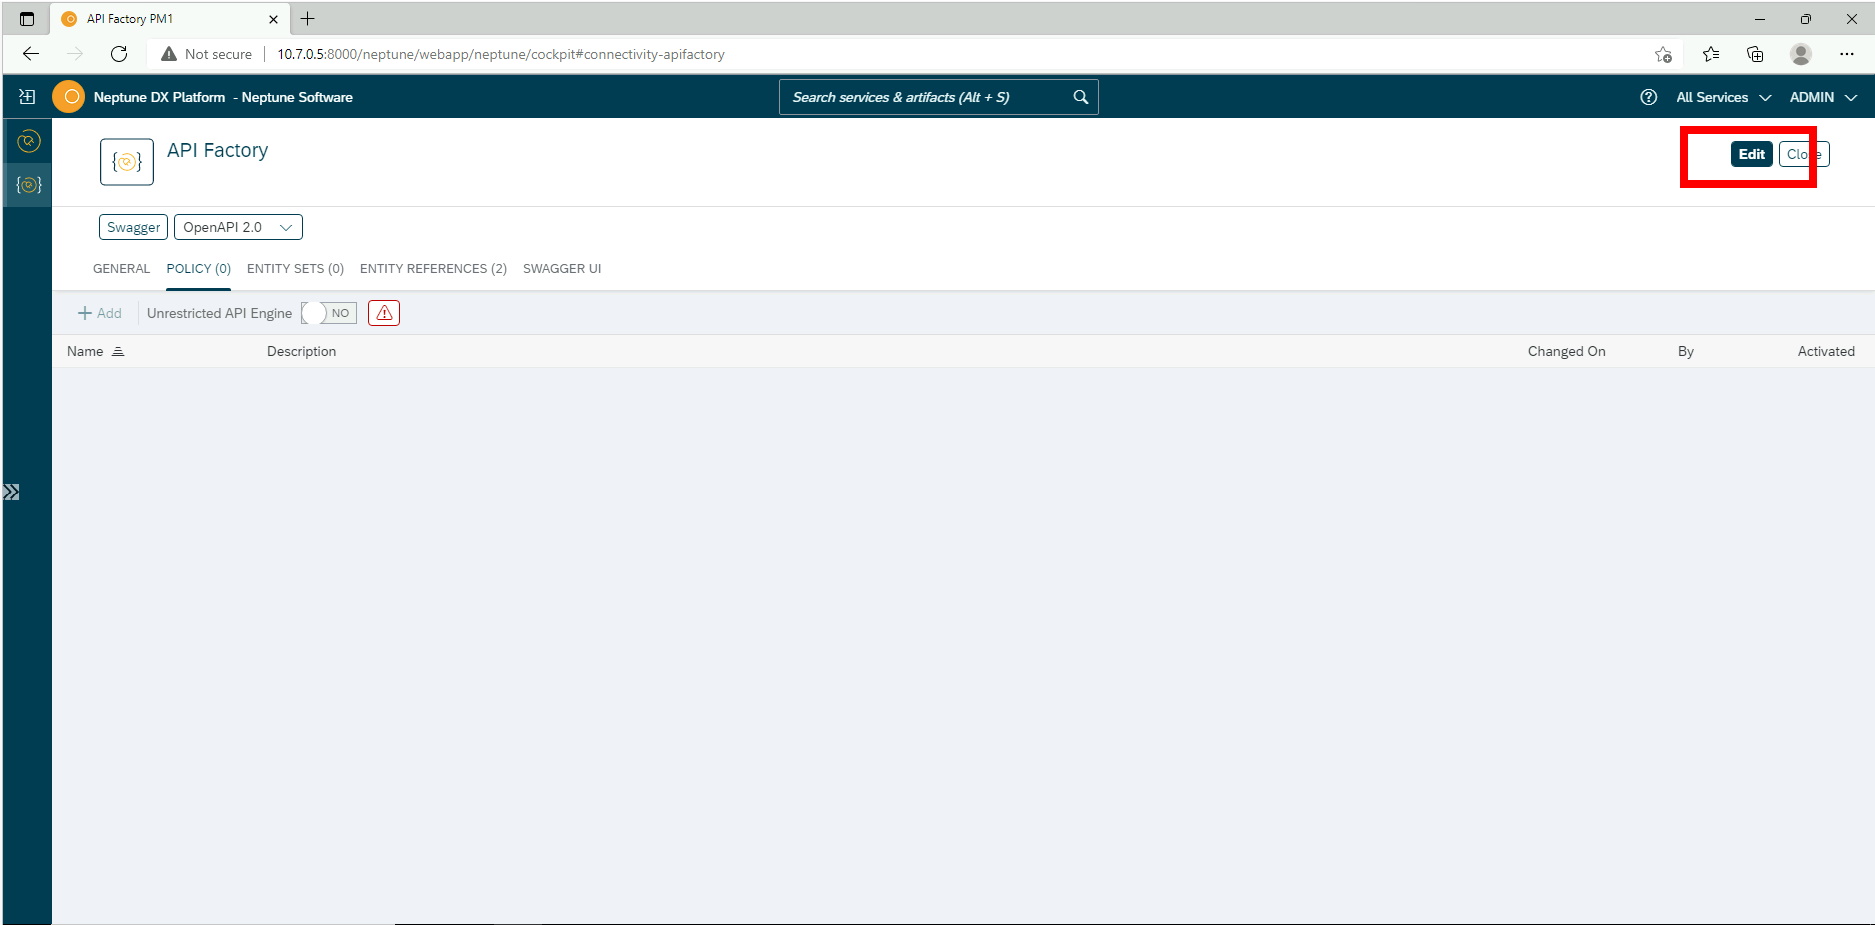 API Factory PM1
Not secure
10.7.0.5:8000/neptune/webapp/neptune/cockpit#connectivity-apifactory
Neptune DX Platform - Neptune Software
Search services & artifacts (Alt + S)
All Services
ADMIN
API Factory
Edit
Swagger
OpenAPI 2.0
GENERAL
POLICY (0)
ENTITY SETS (0)
ENTITY REFERENCES (2)
SWAGGER UI
Add
Unrestricted API Engine
NO
Name
Description
Changed On
By
Activated